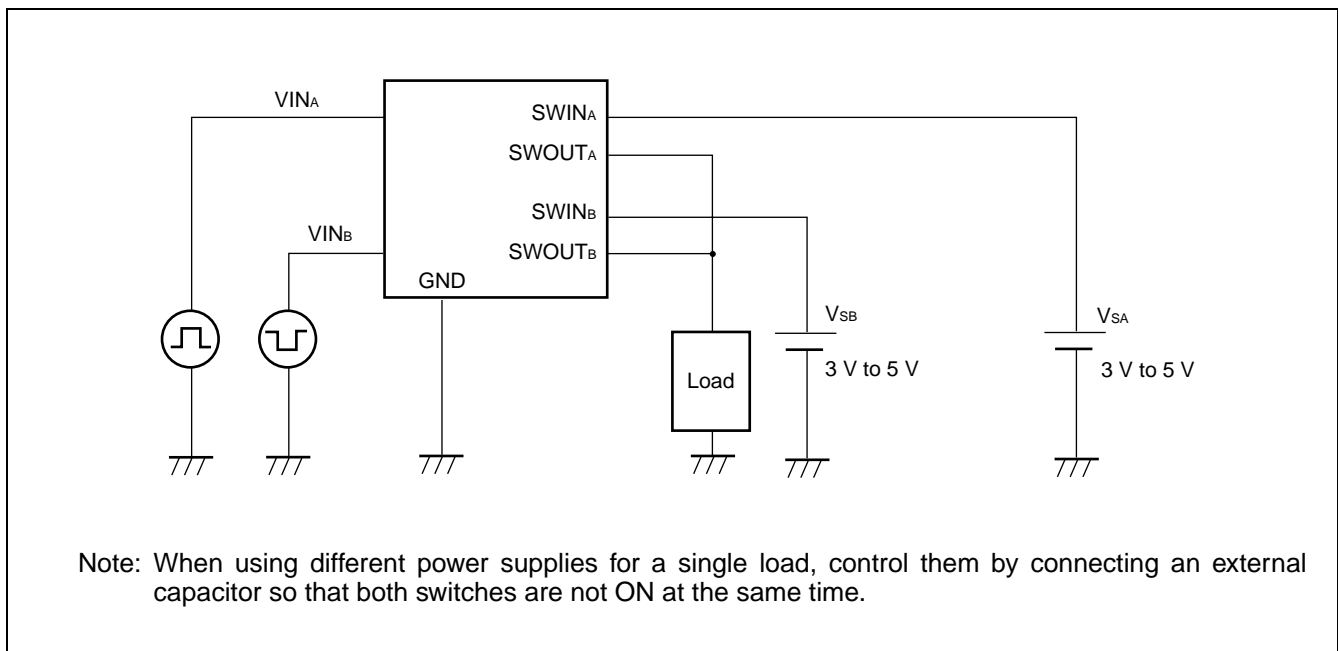 VINA
SWINA
SWOUTA
SWINB
VINB
SWOUTB
GND
VSB
VSA
3 V to 5 V
3 V to 5 V
Load
Note: When using different power supplies for a single load, control them by connecting an external
capacitor so that both switches are not ON at the same time.